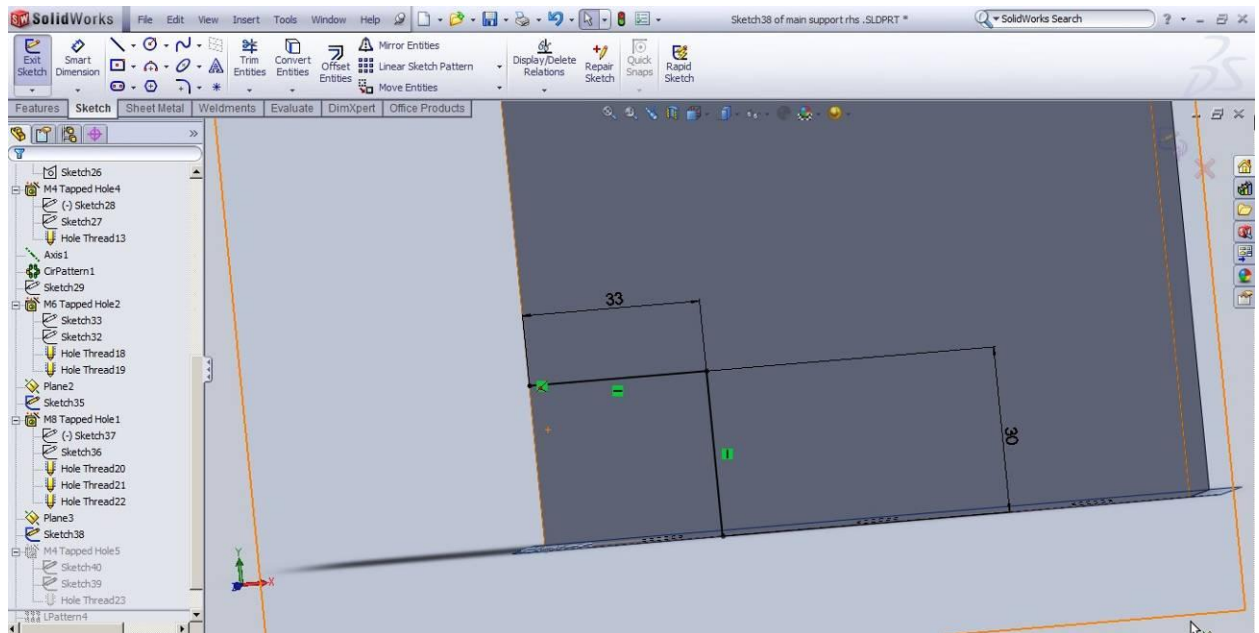 SolidWorks File Edit View Insert Tools Window Help Sketch38 of main support rhs .SLDPRT * SolidWorks Search ?
Exit Sketch
Smart Dimension
Trim Entities
Convert Entities
Offset Entities
Mirror Entities
Linear Sketch Pattern
Move Entities
Display/Delete Relations
Repair Sketch
Quick Snaps
Rapid Sketch
Features Sketch Sheet Metal Weldments Evaluate DimXpert Office Products
Sketch26
M4 Tapped Hole4
(-) Sketch28
Sketch27
Hole Thread13
Axis1
CirPattern1
Sketch29
M6 Tapped Hole2
Sketch33
Sketch32
Hole Thread18
Hole Thread19
Plane2
Sketch35
M8 Tapped Hole1
(-) Sketch37
Sketch36
Hole Thread20
Hole Thread21
Hole Thread22
Plane3
Sketch38
M4 Tapped Hole5
Sketch40
Sketch39
Hole Thread23
LPattern4
33
30
Y
X